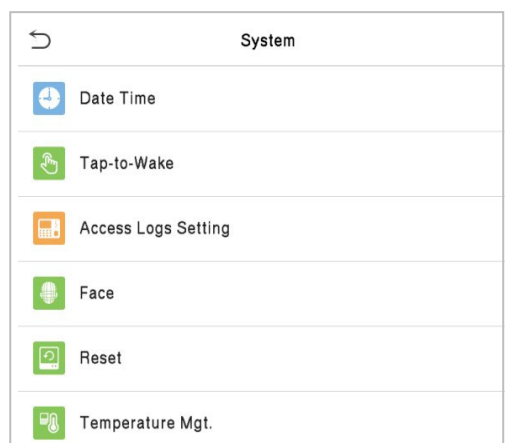 System
Date Time
Tap-to-Wake
Access Logs Setting
Face
Reset
Temperature Mgt.